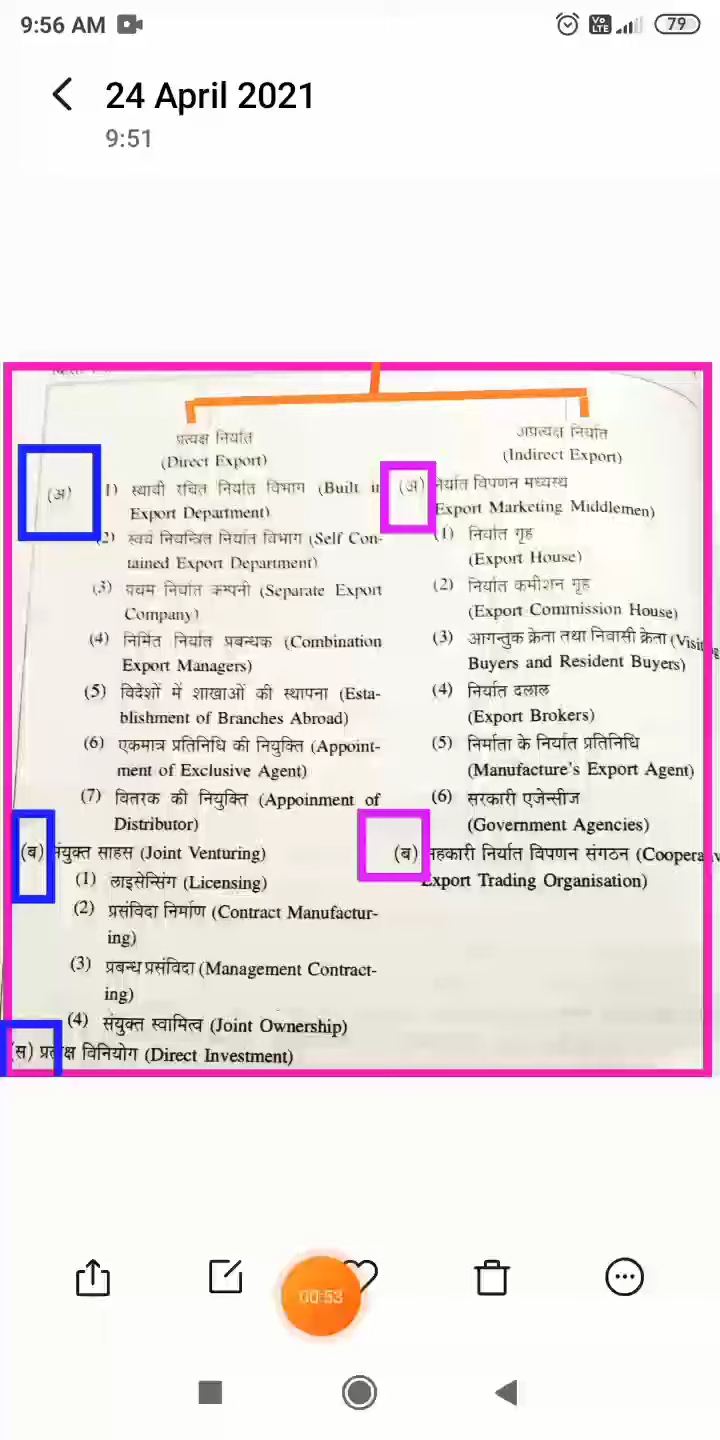 9:56 AM
Vo LTE
79
24 April 2021
9:51
प्रत्यक्ष निर्यात
(Direct Export)
(अ) 1) स्थायी रचित निर्यात विभाग (Built in
Export Department)
2) स्वयं नियन्त्रित निर्यात विभाग (Self Con-
tained Export Department)
(3) प्रथम निर्यात कम्पनी (Separate Export
Company)
(4) निर्मित निर्यात प्रबन्धक (Combination
Export Managers)
(5) विदेशों में शाखाओं की स्थापना (Esta-
blishment of Branches Abroad)
(6) एकमात्र प्रतिनिधि की नियुक्ति (Appoint-
ment of Exclusive Agent)
(7) वितरक की नियुक्ति (Appoinment of
Distributor)
(ब) संयुक्त साहस (Joint Venturing)
(1) लाइसेन्सिंग (Licensing)
(2) प्रसंविदा निर्माण (Contract Manufactur-
ing)
(3) प्रबन्ध प्रसंविदा (Management Contract-
ing)
(4) संयुक्त स्वामित्व (Joint Ownership)
(स) प्रत्यक्ष विनियोग (Direct Investment)
अप्रत्यक्ष निर्यात
(Indirect Export)
(अ) निर्यात विपणन मध्यस्थ
Export Marketing Middlemen)
(1) निर्यात गृह
(Export House)
(2) निर्यात कमीशन गृह
(Export Commission House)
(3) आगन्तुक क्रेता तथा निवासी क्रेता (Visiting
Buyers and Resident Buyers)
(4) निर्यात दलाल
(Export Brokers)
(5) निर्माता के निर्यात प्रतिनिधि
(Manufacture's Export Agent)
(6) सरकारी एजेन्सीज
(Government Agencies)
(ब) सहकारी निर्यात विपणन संगठन (Cooperativ
Export Trading Organisation)
00:53